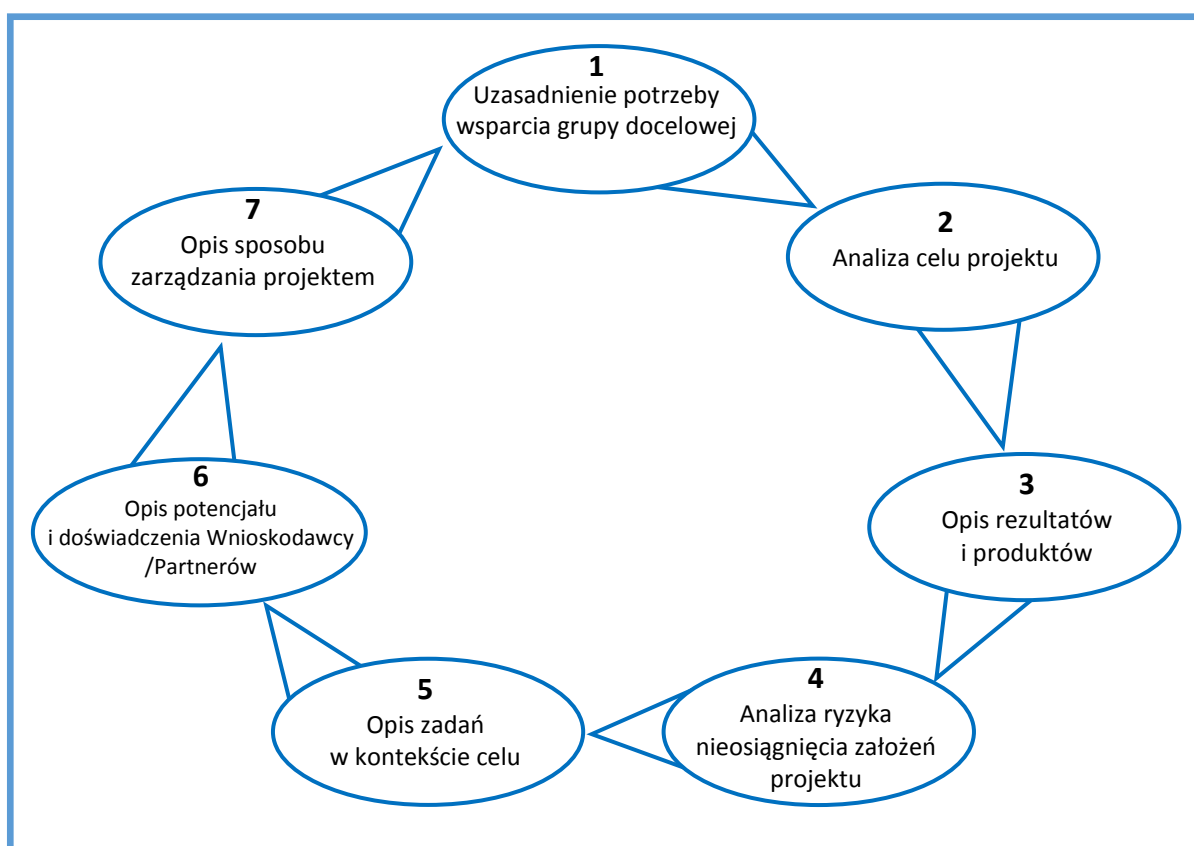 1
Uzasadnienie potrzeby
wsparcia grupy docelowej
2
Analiza celu projektu
3
Opis rezultatów
i produktów
4
Analiza ryzyka
nieosiągnięcia założeń
projektu
5
Opis zadań
w kontekście celu
6
Opis potencjału
i doświadczenia Wnioskodawcy
/Partnerów
7
Opis sposobu
zarządzania projektem